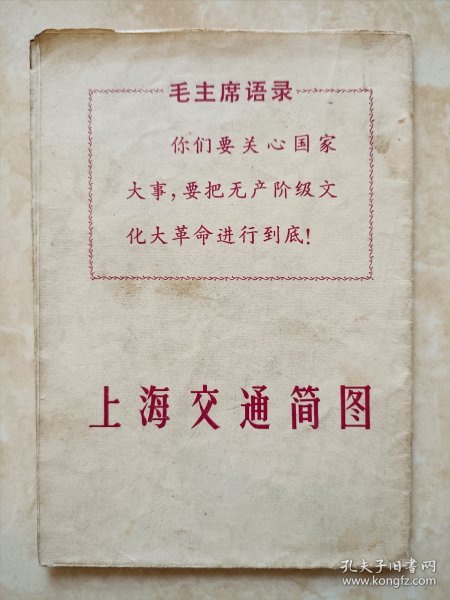 毛主席语录
你们要关心国家
大事，要把无产阶级文
化大革命进行到底！
上海交通简图
孔夫子旧书网
www.kongfz.com